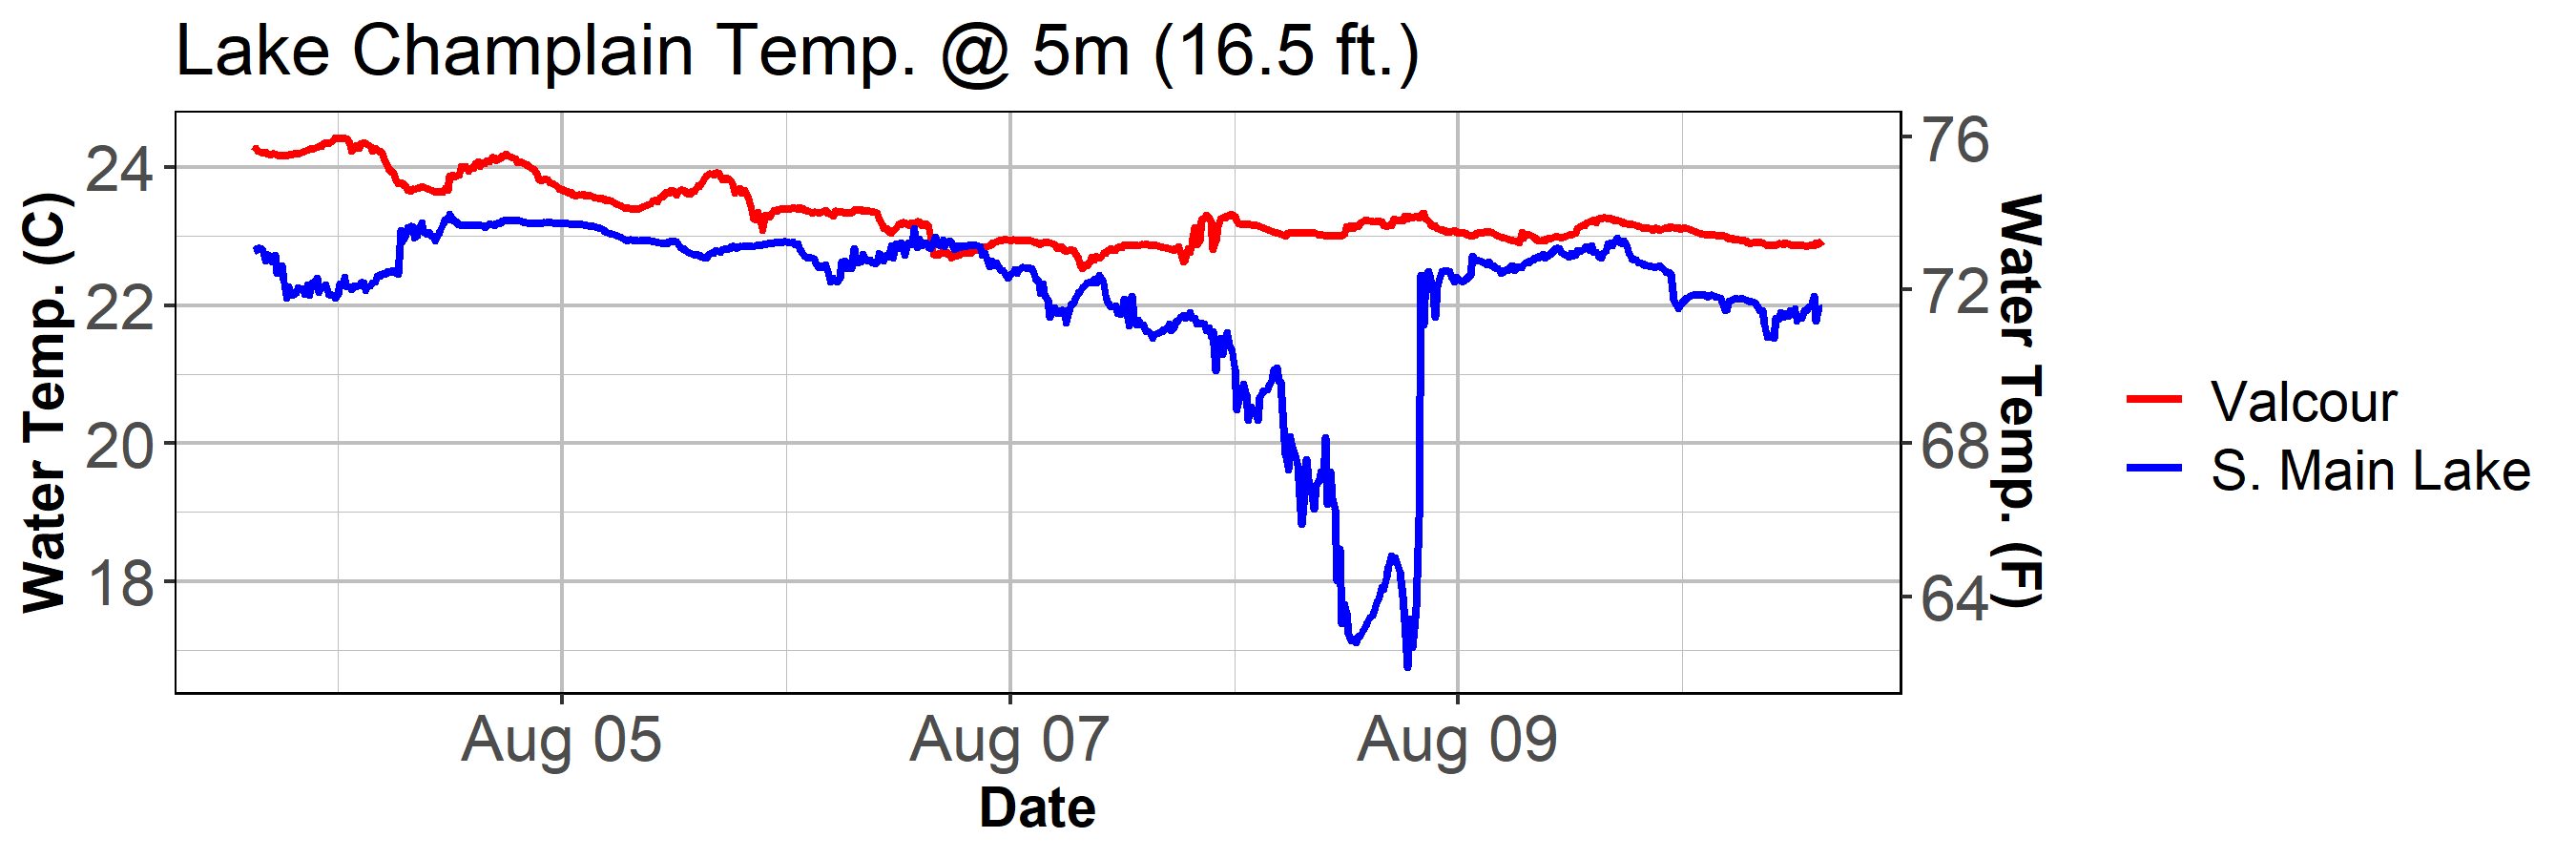 Lake Champlain Temp. @ 5m (16.5 ft.)
Water Temp. (C)
24
22
20
18
76
72
68
64
Water Temp. (F)
Aug 05
Aug 07
Aug 09
Date
Valcour
S. Main Lake